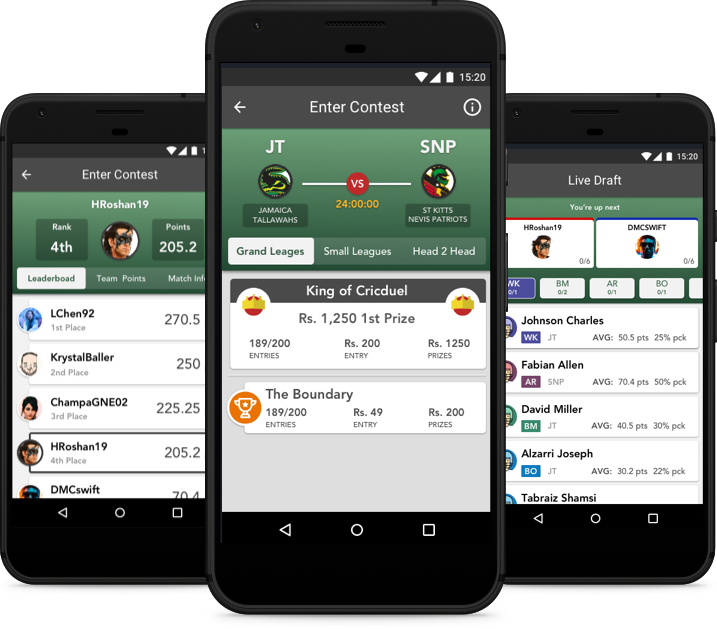 1
Enter Contest
HRoshan19
Rank
4th
Points
205.2
Leaderboad
Team Points
Match Inf
LChen92
1st Place
270.5
KrystalBaller
2nd Place
250
ChampaGNE02
3rd Place
225.25
HRoshan19
4th Place
205.2
DMCswift
70.4
15:20
Enter Contest
JT
SNP
VS
24:00:00
JAMAICA
TALLAWAHS
ST KITTS
NEVIS PATRIOTS
Grand Leages
Small Leagues
Head 2 Head
King of Cricduel
Rs. 1,250 1st Prize
189/200
ENTRIES
Rs. 200
ENTRY
Rs. 1250
PRIZES
The Boundary
189/200
ENTRIES
Rs. 49
ENTRY
Rs. 200
PRIZES
15:20
Live Draft
You're up next
HRoshan19
0/6
DMCSWIFT
0/6
WK
0/1
BM
0/2
AR
0/1
BO
0/1
Johnson Charles
WK JT AVG: 50.5 pts 25% pck
Fabian Allen
AR SNP AVG: 70.4 pts 50% pck
David Miller
BM JT AVG: 40.5 pts 30% pck
Alzarri Joseph
BO JT AVG: 30.2 pts 22% pck
Tabraiz Shamsi